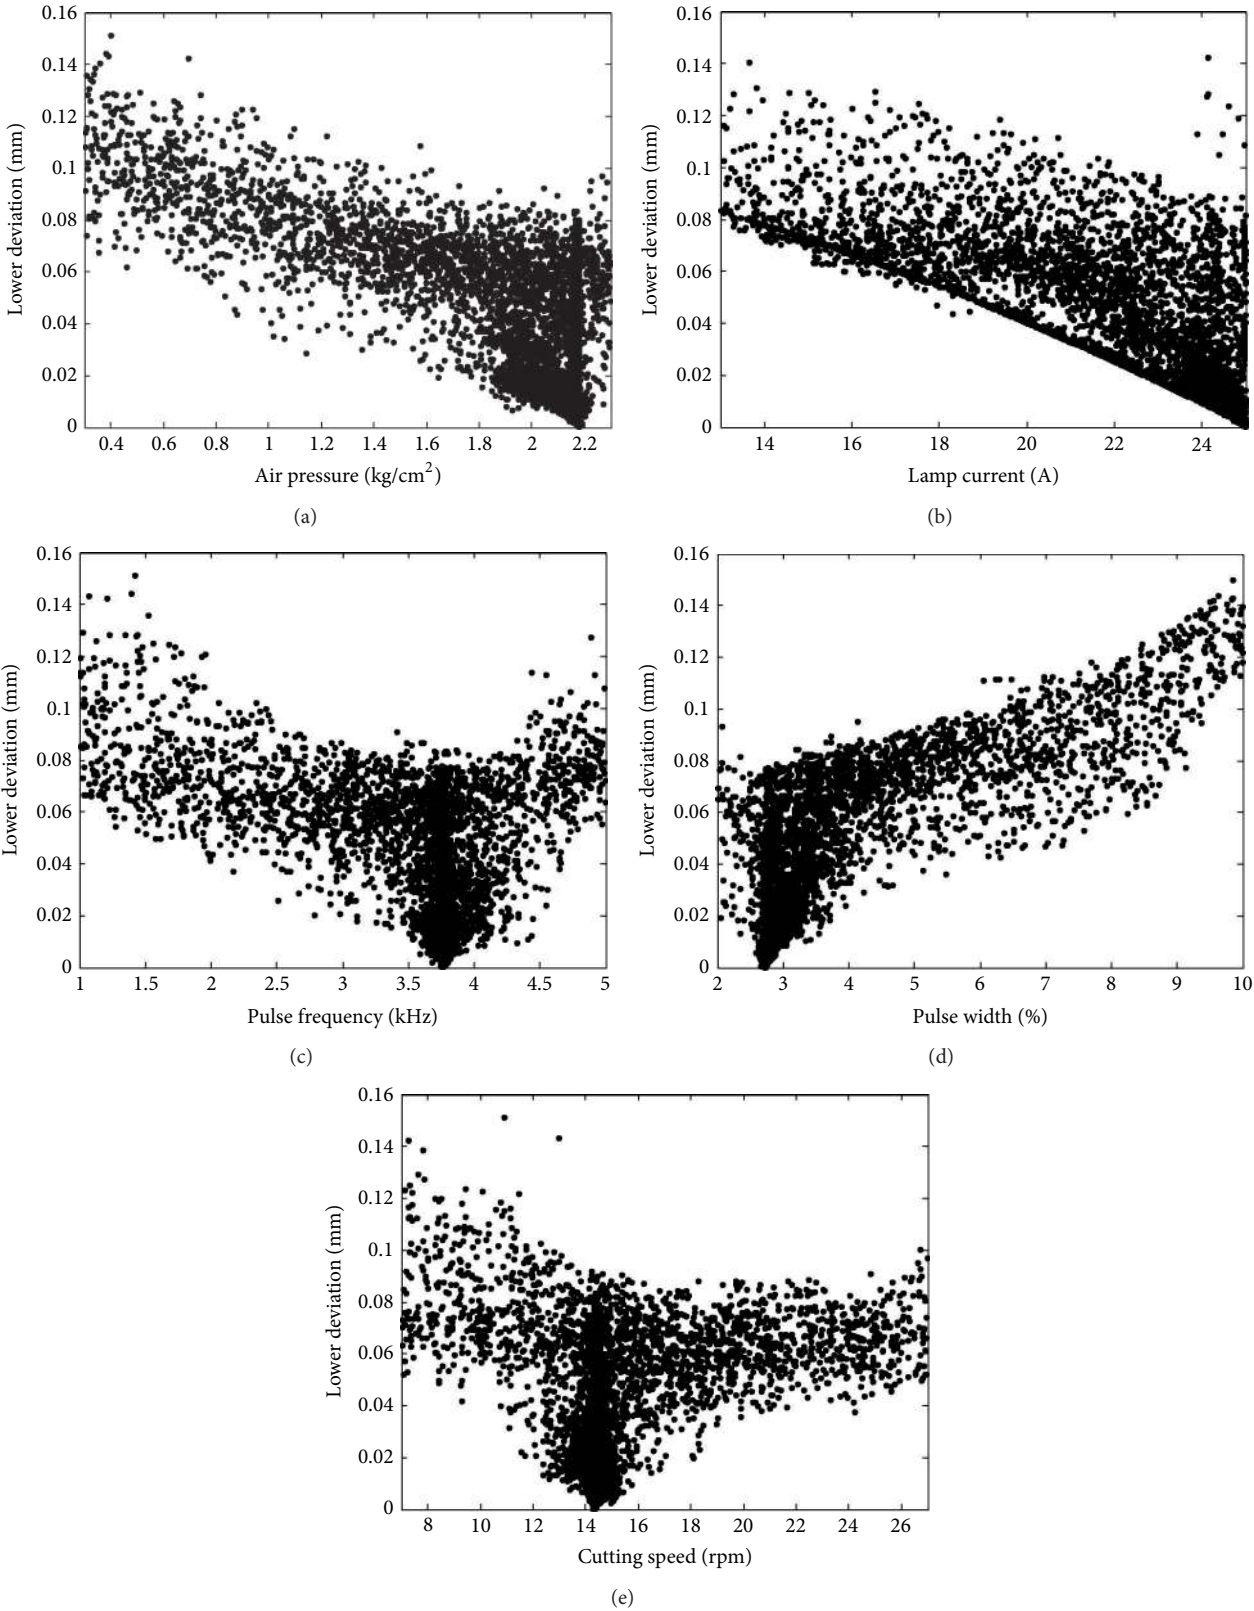 0.16
0.14
0.12
0.1
0.08
0.06
0.04
0.02
0
Lower deviation (mm)
0.4 0.6 0.8 1 1.2 1.4 1.6 1.8 2 2.2
Air pressure (kg/cm²)
(a)
0.16
0.14
0.12
0.1
0.08
0.06
0.04
0.02
0
Lower deviation (mm)
14 16 18 20 22 24
Lamp current (A)
(b)
0.16
0.14
0.12
0.1
0.08
0.06
0.04
0.02
0
Lower deviation (mm)
1 1.5 2 2.5 3 3.5 4 4.5 5
Pulse frequency (kHz)
(c)
0.16
0.14
0.12
0.1
0.08
0.06
0.04
0.02
0
Lower deviation (mm)
2 3 4 5 6 7 8 9 10
Pulse width (%)
(d)
0.16
0.14
0.12
0.1
0.08
0.06
0.04
0.02
0
Lower deviation (mm)
8 10 12 14 16 18 20 22 24 26
Cutting speed (rpm)
(e)